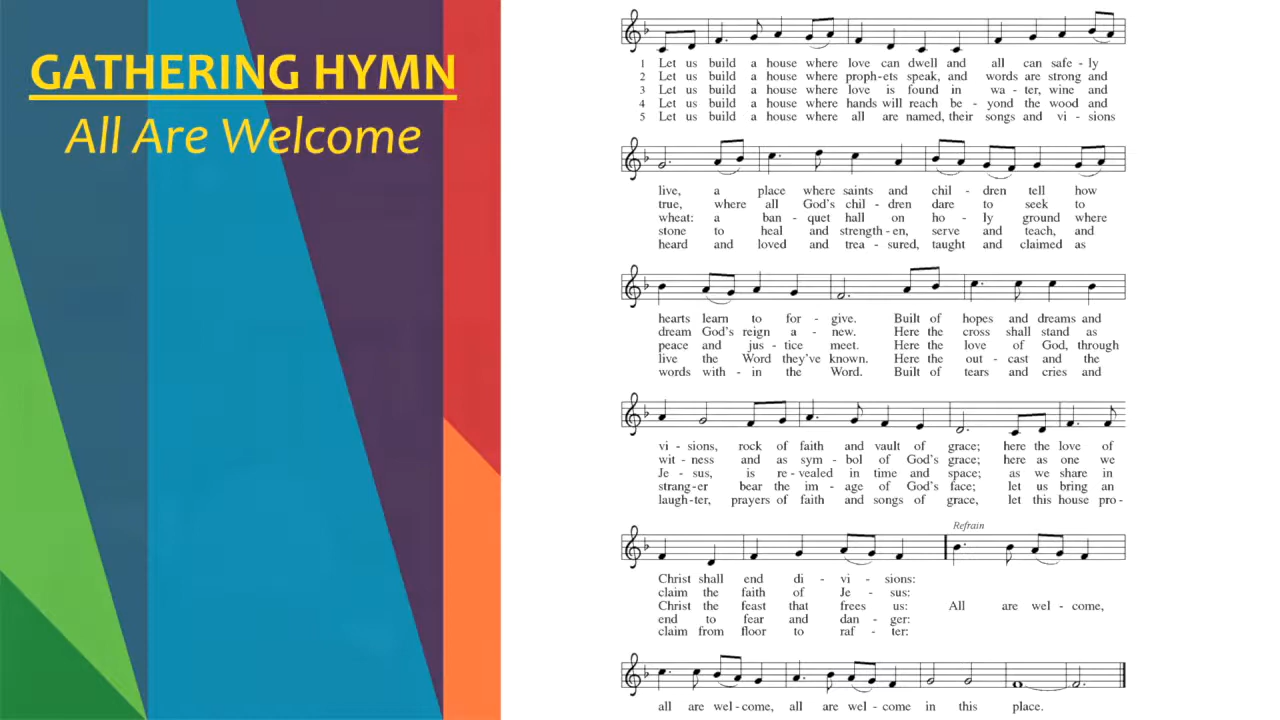 GATHERING HYMN
All Are Welcome
1 Let us build a house where love can dwell and all can safe - ly
2 Let us build a house where proph-ets speak, and words are strong and
3 Let us build a house where love is found in wa - ter, wine and
4 Let us build a house where hands will reach be - yond the wood and
5 Let us build a house where all are named, their songs and vi - sions
live, a place where saints and chil - dren tell how
true, where all God's chil - dren dare to seek to
wheat: a ban - quet hall on ho - ly ground where
stone to heal and strength - en, serve and teach, and
heard and loved and trea - sured, taught and claimed as
hearts learn to for - give. Built of hopes and dreams and
dream God's reign a - new. Here the cross shall stand as
peace and jus - tice meet. Here the love of God, through
live the Word they've known. Here the out - cast and the
words with - in the Word. Built of tears and cries and
vi - sions, rock of faith and vault of grace; here the love of
wit - ness and as sym - bol of God's grace; here as one we
Je - sus, is re - vealed in time and space; as we share in
strang - er bear the im - age of God's face; let us bring an
laugh - ter, prayers of faith and songs of grace, let this house pro -
Refrain
Christ shall end di - vi - sions:
claim the faith of Je - sus:
Christ the feast that frees us: All are wel - come,
end to fear and dan - ger:
claim from floor to raf - ter:
all are wel - come, all are wel - come in this place.